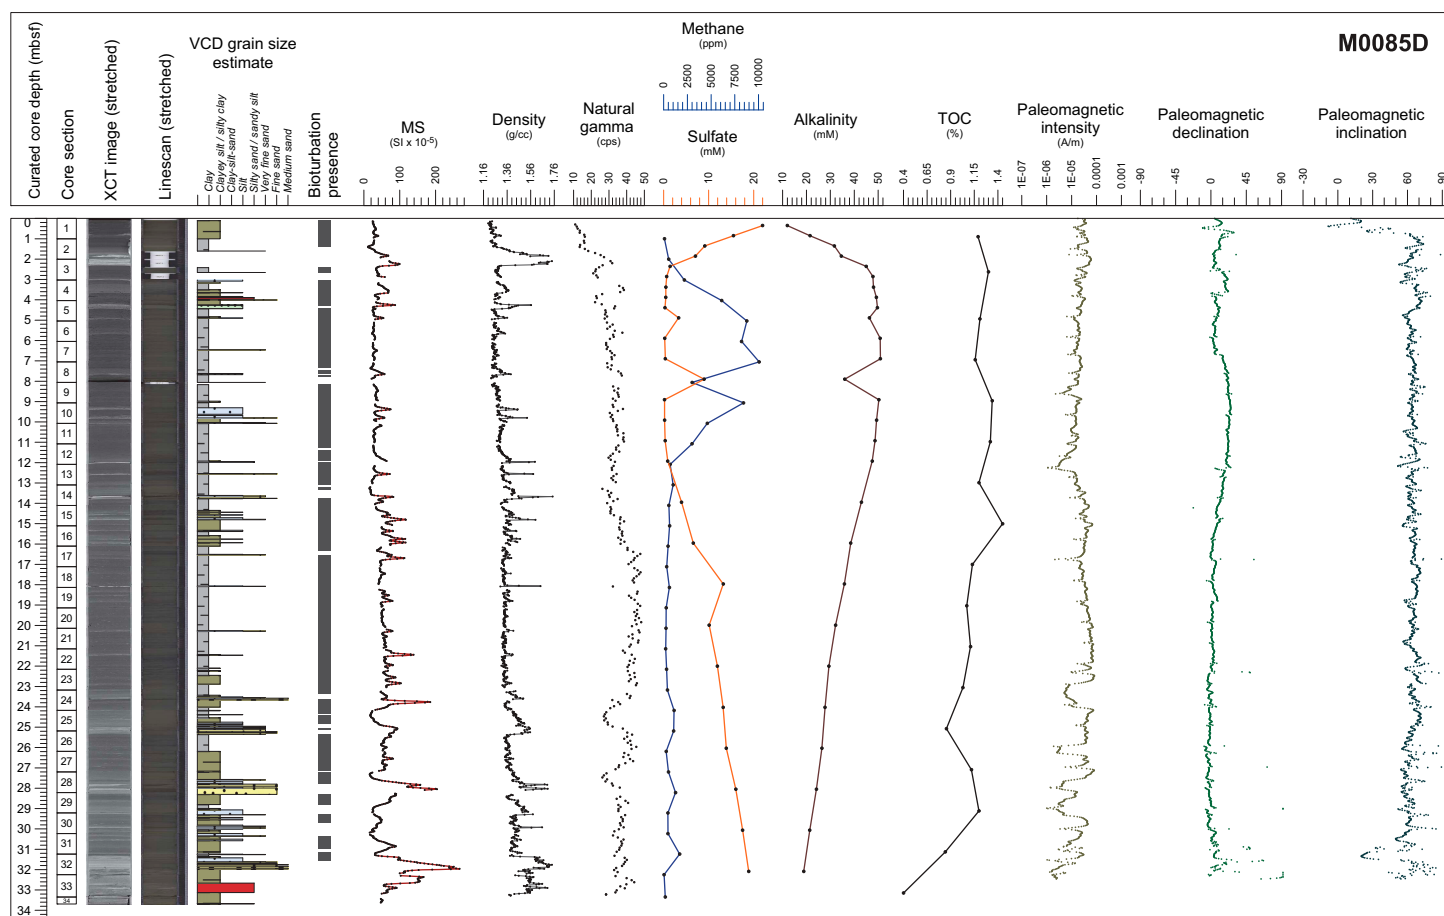 M0085D
Curated core depth (mbsf)
Core section
XCT image (stretched)
Linescan (stretched)
VCD grain size
estimate
Clay
Clayey silt / silty clay
Clay-silt-sand
Silt
Silty sand / sandy silt
Very fine sand
Fine sand
Medium sand
Bioturbation
presence
MS
(SI x 10-5)
0 100 200
Density
(g/cc)
1.16 1.36 1.56 1.76
Natural
gamma
(cps)
10 20 30 40 50
Methane
(ppm)
0 2500 5000 7500 10000
Sulfate
(mM)
0 10 20
Alkalinity
(mM)
10 20 30 40 50
TOC
(%)
0.4 0.65 0.9 1.15 1.4
Paleomagnetic
intensity
(A/m)
1E-07 1E-06 1E-05 0.0001 0.001
Paleomagnetic
declination
-90 -45 0 45 90
Paleomagnetic
inclination
-30 0 30 60 90
0
1
2
3
4
5
6
7
8
9
10
11
12
13
14
15
16
17
18
19
20
21
22
23
24
25
26
27
28
29
30
31
32
33
34
1
2
3
4
5
6
7
8
9
10
11
12
13
14
15
16
17
18
19
20
21
22
23
24
25
26
27
28
29
30
31
32
33
34